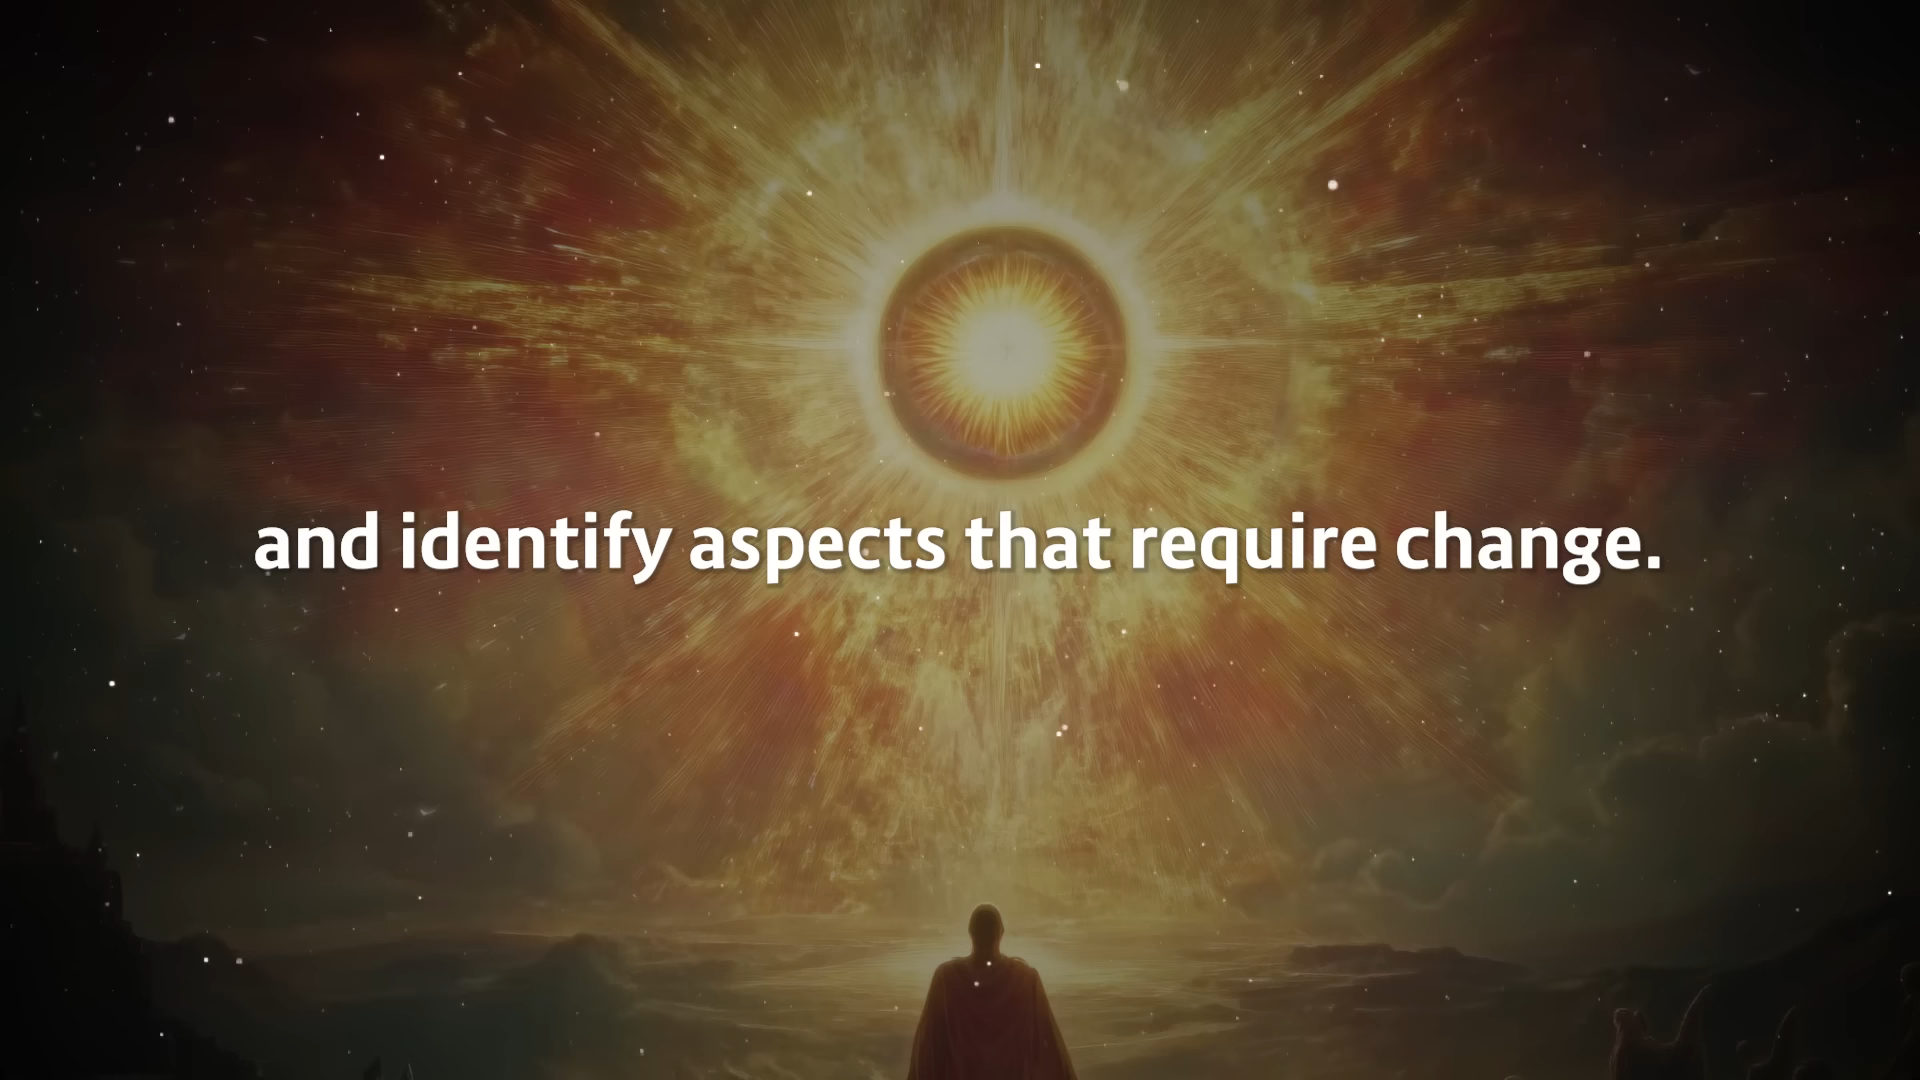 and identify aspects that require change.